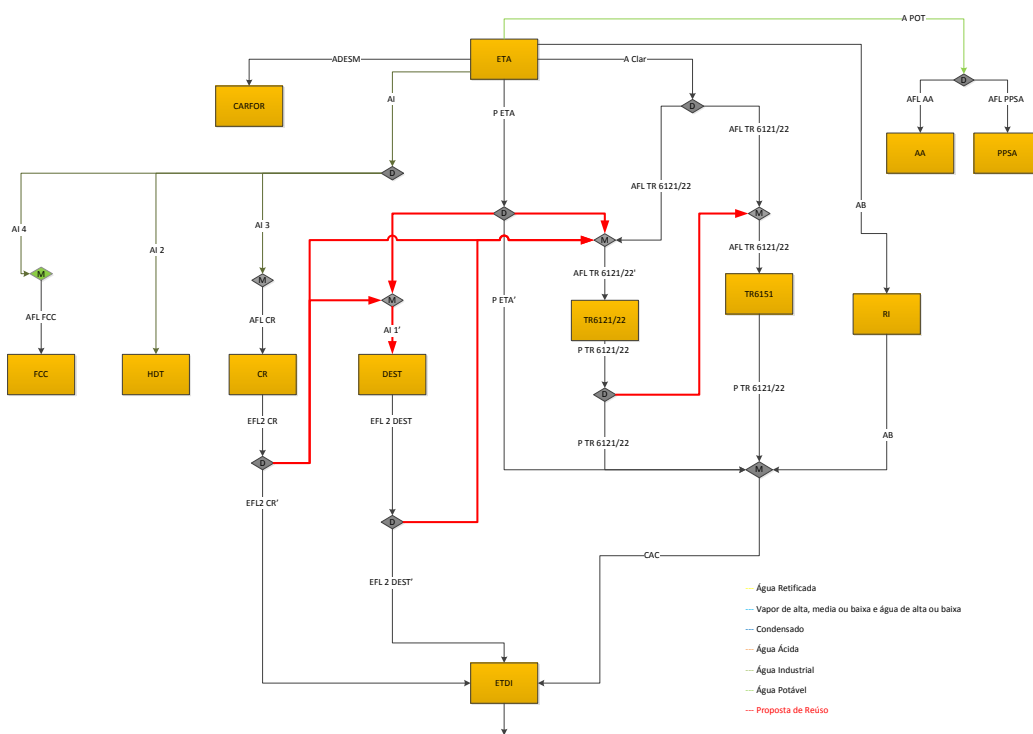 A POT
ETA
ADESM
A Clar
D
CARFOR
AI
P ETA
D
AFL AA
AFL PPSA
AFL TR 6121/22
AA
PPSA
D
AFL TR 6121/22
AB
D
M
AI 4
AI 3
AI 2
M
AFL TR 6121/22
M
M
AFL TR 6121/22'
M
P ETA'
TR6151
AFL FCC
AFL CR
AI 1'
TR6121/22
RI
P TR 6121/22
FCC
HDT
CR
DEST
P TR 6121/22
D
EFL2 CR
EFL 2 DEST
P TR 6121/22
AB
D
M
EFL2 CR'
D
CAC
EFL 2 DEST'
Água Retificada
Vapor de alta, media ou baixa e água de alta ou baixa
Condensado
Água Ácida
Água Industrial
Água Potável
Proposta de Reúso
ETDI